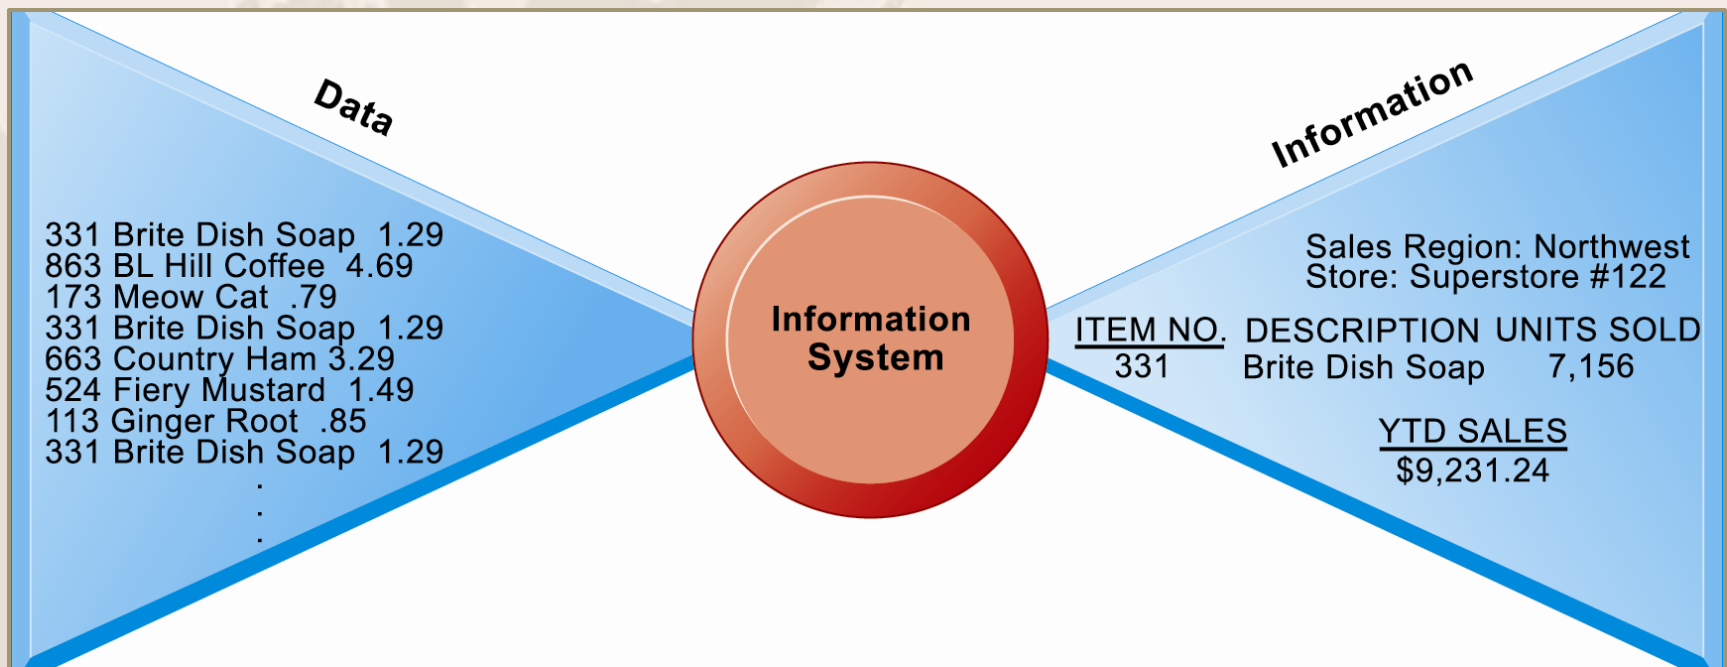 Data
331 Brite Dish Soap 1.29
863 BL Hill Coffee 4.69
173 Meow Cat .79
331 Brite Dish Soap 1.29
663 Country Ham 3.29
524 Fiery Mustard 1.49
113 Ginger Root .85
331 Brite Dish Soap 1.29
.
.
.
Information
System
Information
Sales Region: Northwest
Store: Superstore #122
ITEM NO. DESCRIPTION UNITS SOLD
331 Brite Dish Soap 7,156
YTD SALES
$9,231.24